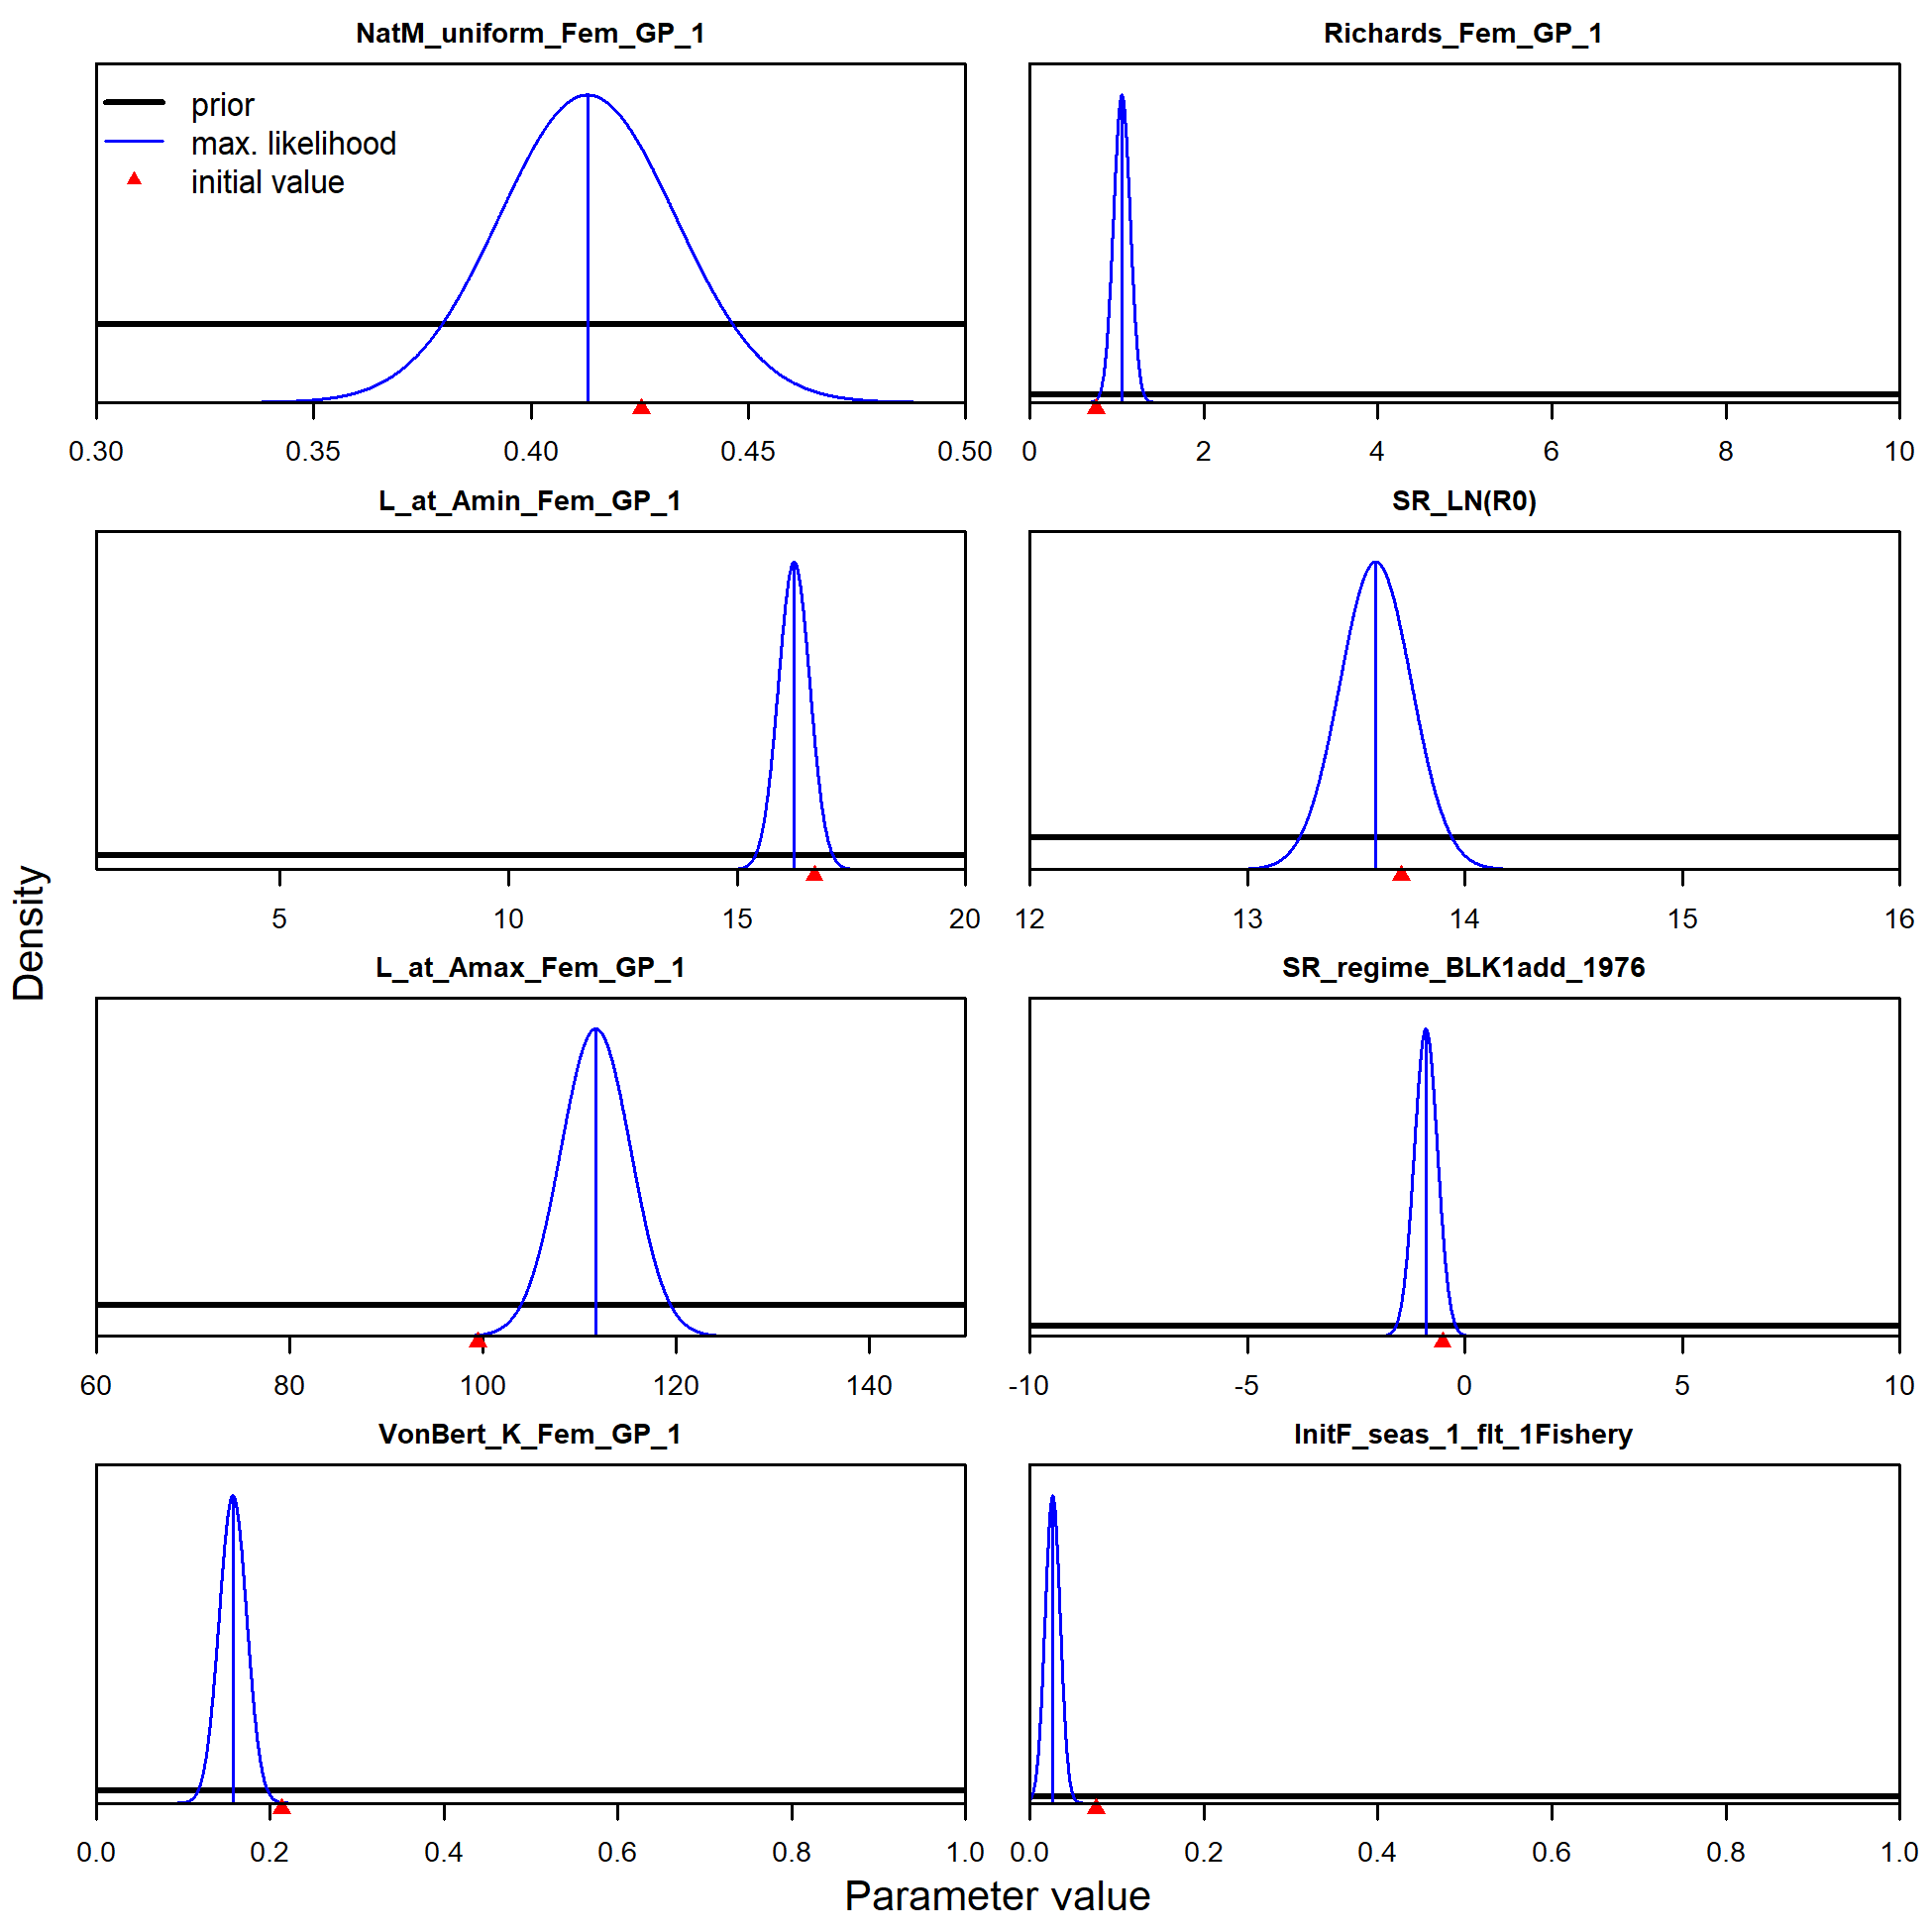 NatM_uniform_Fem_GP_1
prior
max. likelihood
initial value
0.30 0.35 0.40 0.45 0.50
Richards_Fem_GP_1
0 2 4 6 8 10
L_at_Amin_Fem_GP_1
5 10 15 20
SR_LN(R0)
12 13 14 15 16
L_at_Amax_Fem_GP_1
60 80 100 120 140
SR_regime_BLK1add_1976
-10 -5 0 5 10
VonBert_K_Fem_GP_1
0.0 0.2 0.4 0.6 0.8 1.0
InitF_seas_1_flt_1Fishery
0.0 0.2 0.4 0.6 0.8 1.0
Density
Parameter value